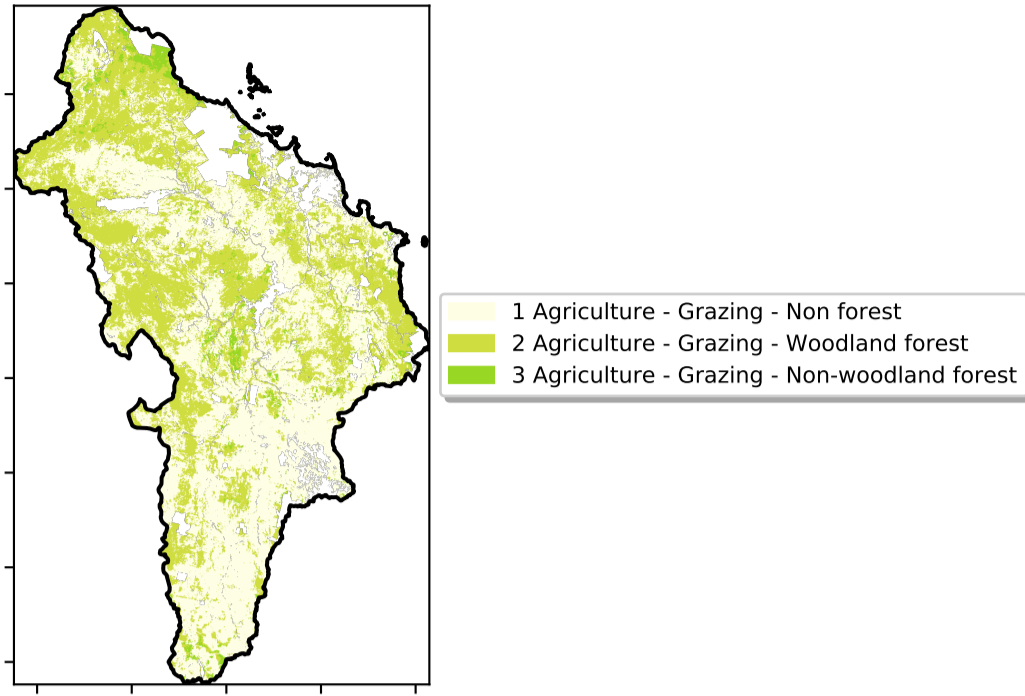 1 Agriculture - Grazing - Non forest
2 Agriculture - Grazing - Woodland forest
3 Agriculture - Grazing - Non-woodland forest